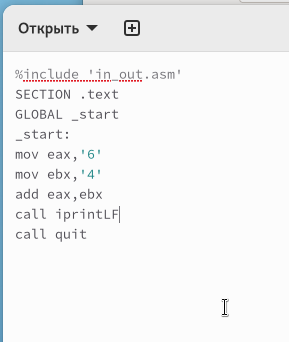 Открыть
%include 'in_out.asm'
SECTION .text
GLOBAL _start
_start:
mov eax,'6'
mov ebx,'4'
add eax,ebx
call iprintLF
call quit